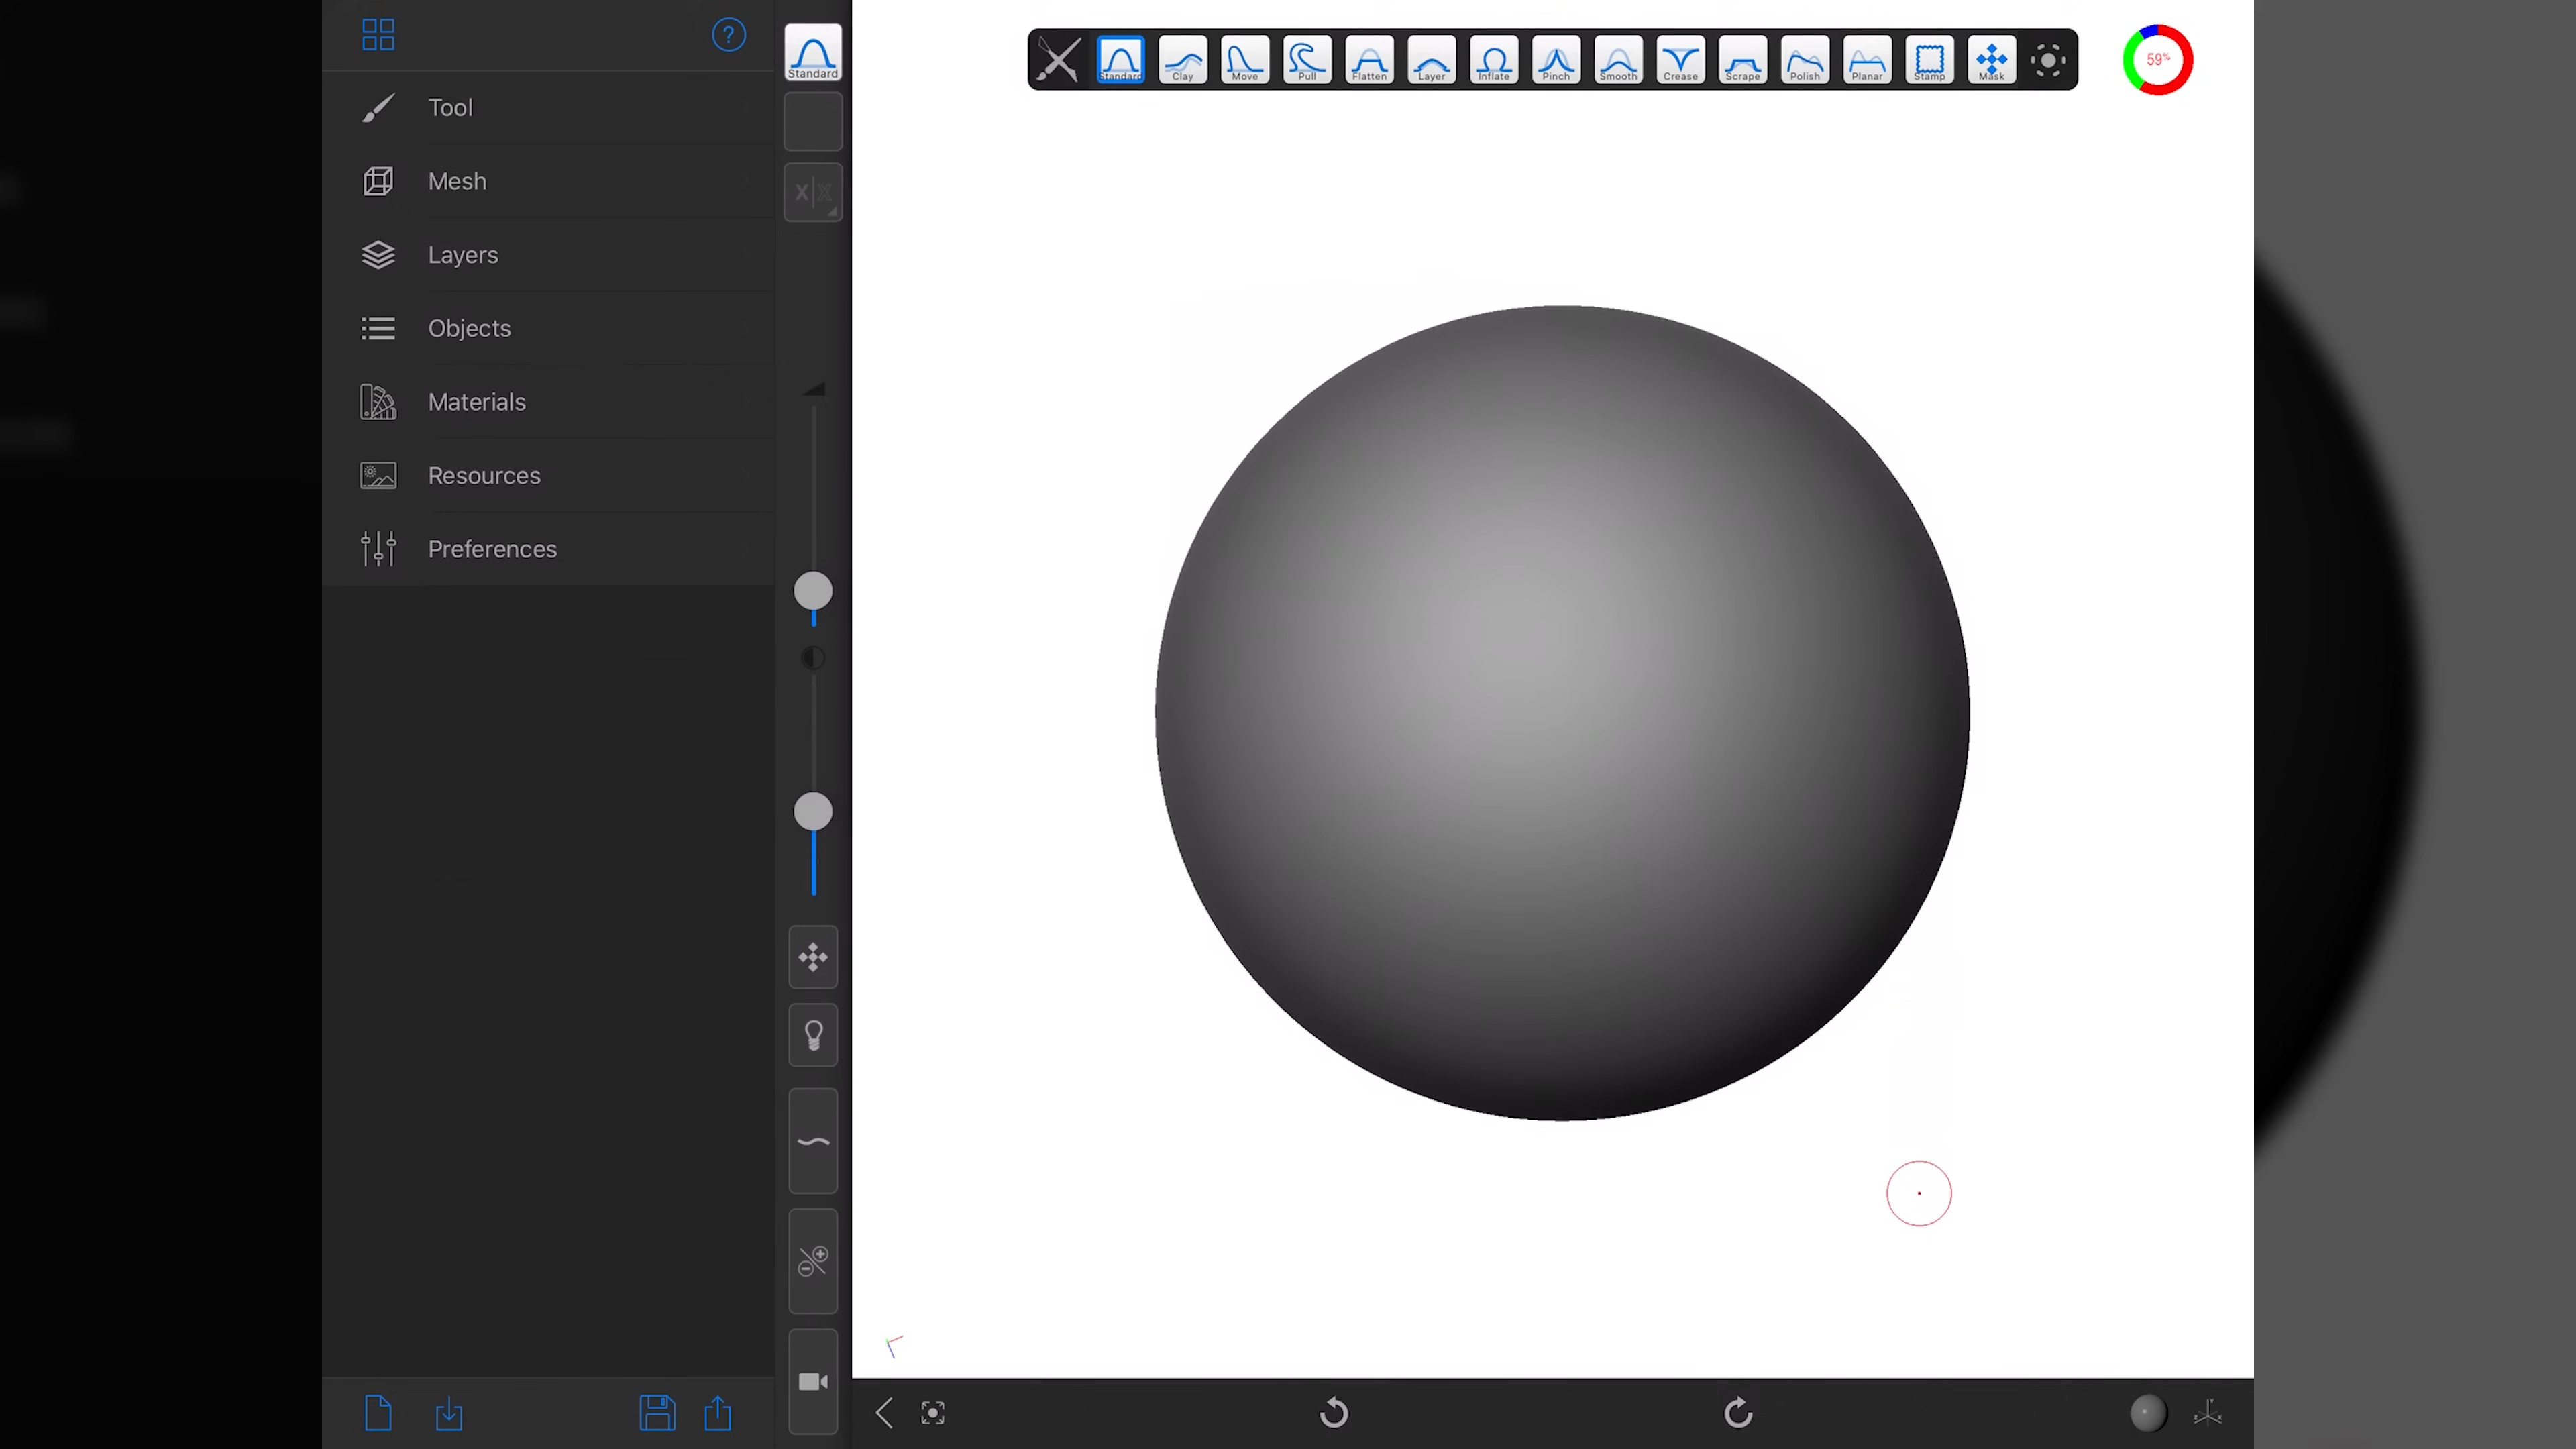 ?
Tool
Mesh
Layers
Objects
Materials
Resources
Preferences
Standard
X|X
Standard Clay Move Pull Flatten Layer Inflate Pinch Smooth Crease Scrape Polish Planar Stamp Mask
59%